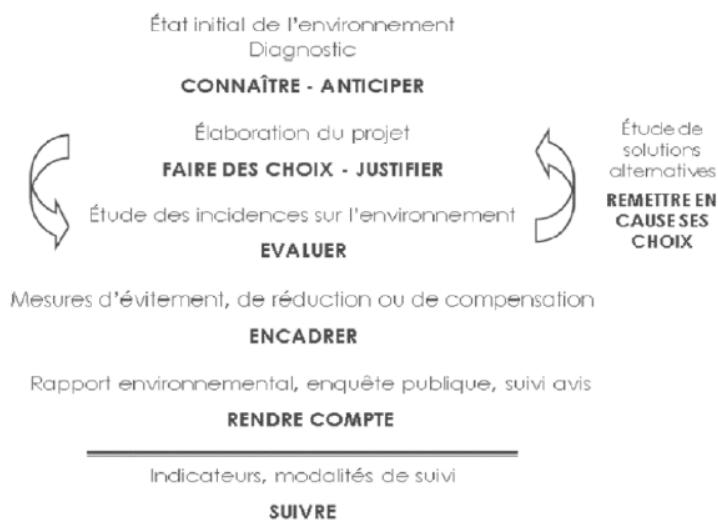 État initial de l'environnement
Diagnostic
CONNAÎTRE - ANTICIPER
Élaboration du projet
FAIRE DES CHOIX - JUSTIFIER
Étude des incidences sur l'environnement
EVALUER
Étude de
solutions
alternatives
REMETTRE EN
CAUSE SES
CHOIX
Mesures d'évitement, de réduction ou de compensation
ENCADRER
Rapport environnemental, enquête publique, suivi avis
RENDRE COMPTE
Indicateurs, modalités de suivi
SUIVRE